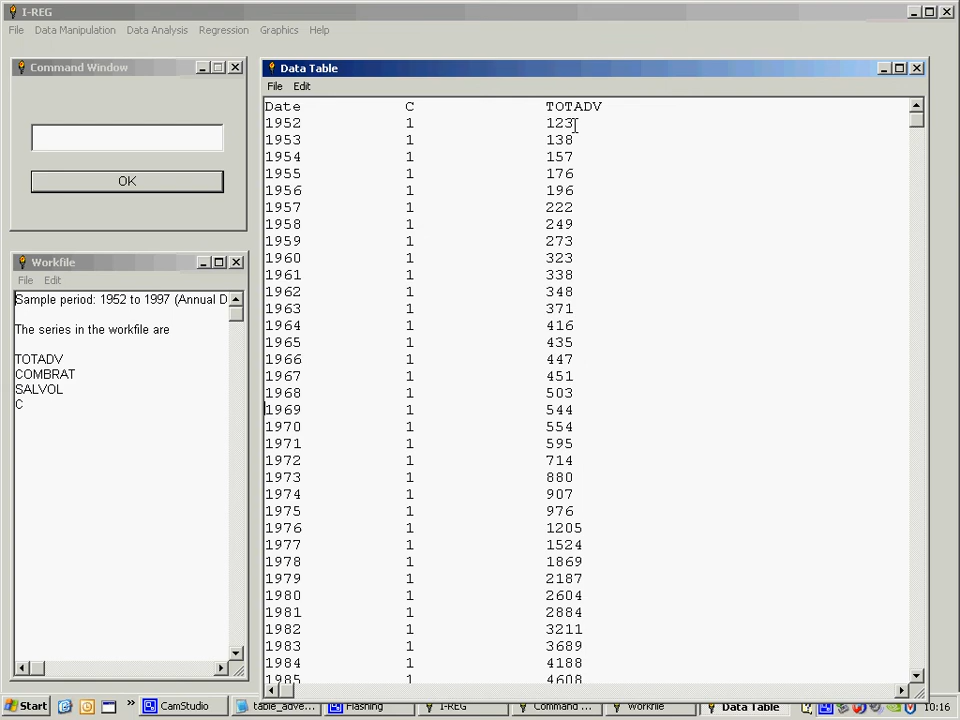 I-REG
File Data Manipulation Data Analysis Regression Graphics Help
Command Window
OK
Workfile
File Edit
Sample period: 1952 to 1997 (Annual D
The series in the workfile are
TOTADV
COMBRAT
SALVOL
C
Data Table
File Edit
Date C TOTADV
1952 1 123
1953 1 138
1954 1 157
1955 1 176
1956 1 196
1957 1 222
1958 1 249
1959 1 273
1960 1 323
1961 1 338
1962 1 348
1963 1 371
1964 1 416
1965 1 435
1966 1 447
1967 1 451
1968 1 503
1969 1 544
1970 1 554
1971 1 595
1972 1 714
1973 1 880
1974 1 907
1975 1 976
1976 1 1205
1977 1 1524
1978 1 1869
1979 1 2187
1980 1 2604
1981 1 2884
1982 1 3211
1983 1 3689
1984 1 4188
1985 1 4608
Start » CamStudio table_adve... Flashing I-REG Command ... Workfile Data Table » 10:16